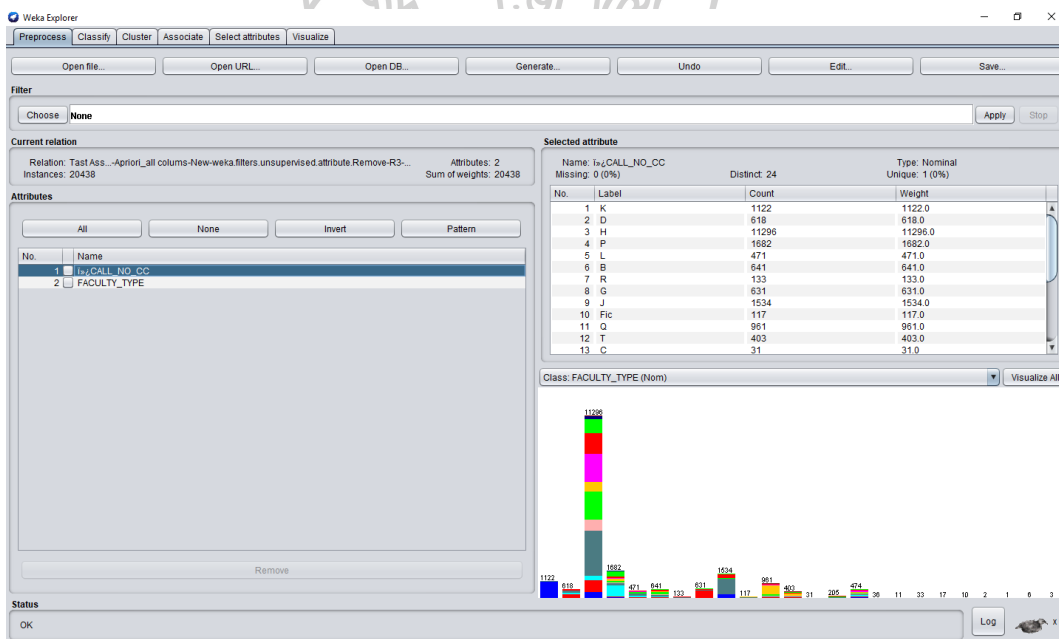 Weka Explorer
Preprocess Classify Cluster Associate Select attributes Visualize
Open file... Open URL... Open DB... Generate... Undo Edit... Save...
Filter
Choose None Apply Stop
Current relation
Relation: Tast Ass...-Apriori_all colums-New-weka.filters.unsupervised.attribute.Remove-R3-... Attributes: 2
Instances: 20438 Sum of weights: 20438
Attributes
All None Invert Pattern
No. Name
1 ï»¿CALL_NO_CC
2 FACULTY_TYPE
Remove
Selected attribute
Name: ï»¿CALL_NO_CC Type: Nominal
Missing: 0 (0%) Distinct: 24 Unique: 1 (0%)
No. Label Count Weight
1 K 1122 1122.0
2 D 618 618.0
3 H 11296 11296.0
4 P 1682 1682.0
5 L 471 471.0
6 B 641 641.0
7 R 133 133.0
8 G 631 631.0
9 J 1534 1534.0
10 Fic 117 117.0
11 Q 961 961.0
12 T 403 403.0
13 C 31 31.0
Class: FACULTY_TYPE (Nom) Visualize All
1122 618 11296 1682 471 641 133 631 1534 117 961 403 31 205 474 36 11 33 17 10 2 1 6 3
Status
OK Log x